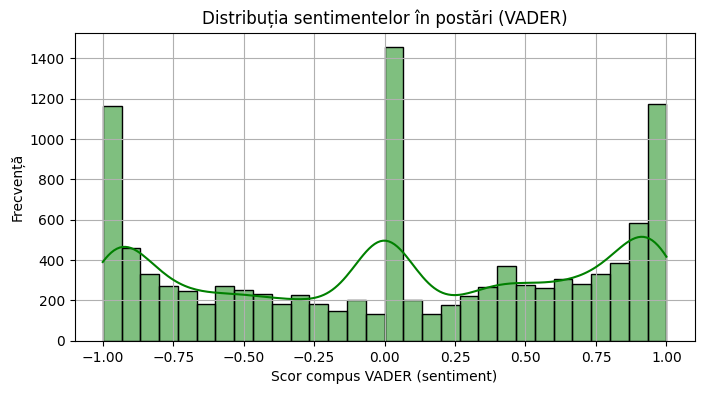 Distribuția sentimentelor în postări (VADER)
Frecvență
1400
1200
1000
800
600
400
200
0
−1.00 −0.75 −0.50 −0.25 0.00 0.25 0.50 0.75 1.00
Scor compus VADER (sentiment)